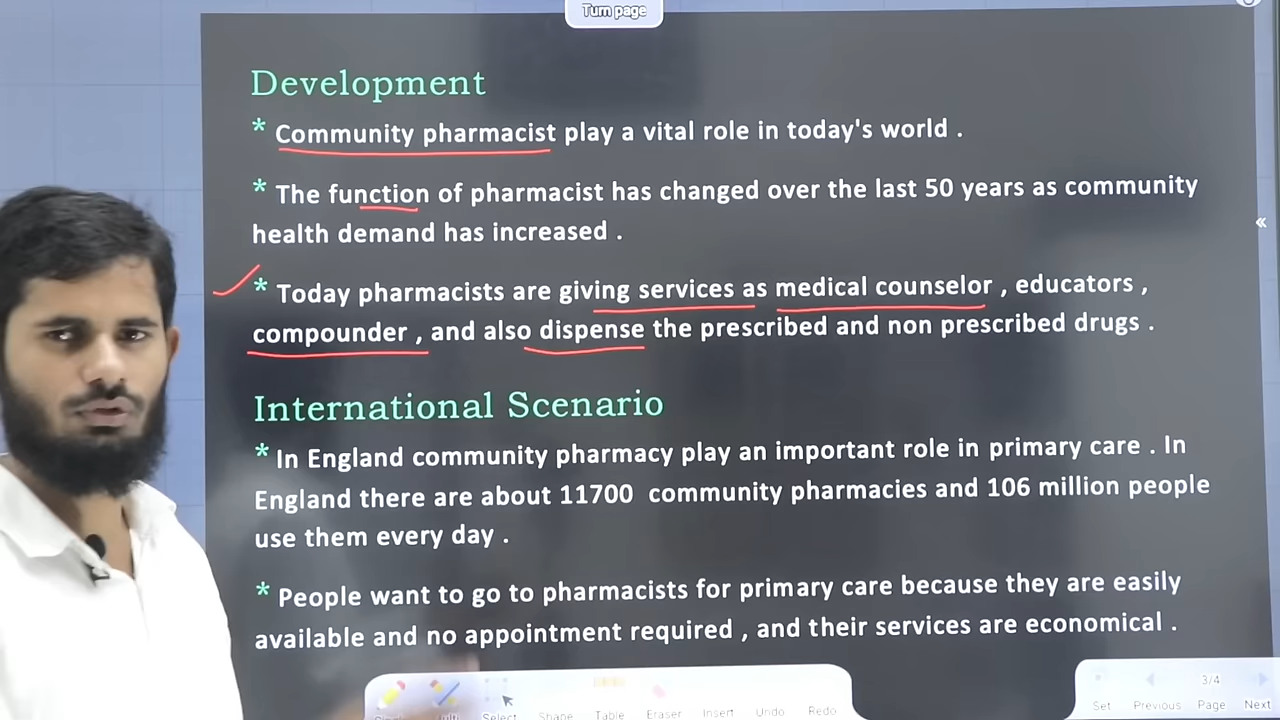 Turn page
Development
* Community pharmacist play a vital role in today's world .
* The function of pharmacist has changed over the last 50 years as community
health demand has increased .
* Today pharmacists are giving services as medical counselor , educators ,
compounder , and also dispense the prescribed and non prescribed drugs .
International Scenario
* In England community pharmacy play an important role in primary care . In
England there are about 11700 community pharmacies and 106 million people
use them every day .
* People want to go to pharmacists for primary care because they are easily
available and no appointment required , and their services are economical .
Select Shape Table Eraser Insert Undo Redo
3/4
Set Previous Page Next